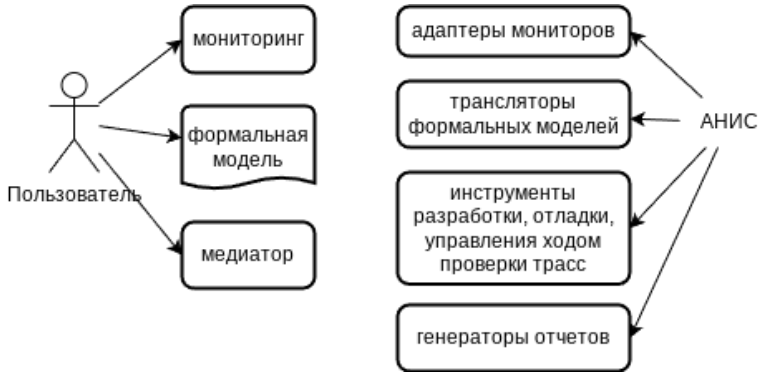 мониторинг
формальная
модель
медиатор
Пользователь
адаптеры мониторов
трансляторы
формальных моделей
инструменты
разработки, отладки,
управления ходом
проверки трасс
генераторы отчетов
АНИС